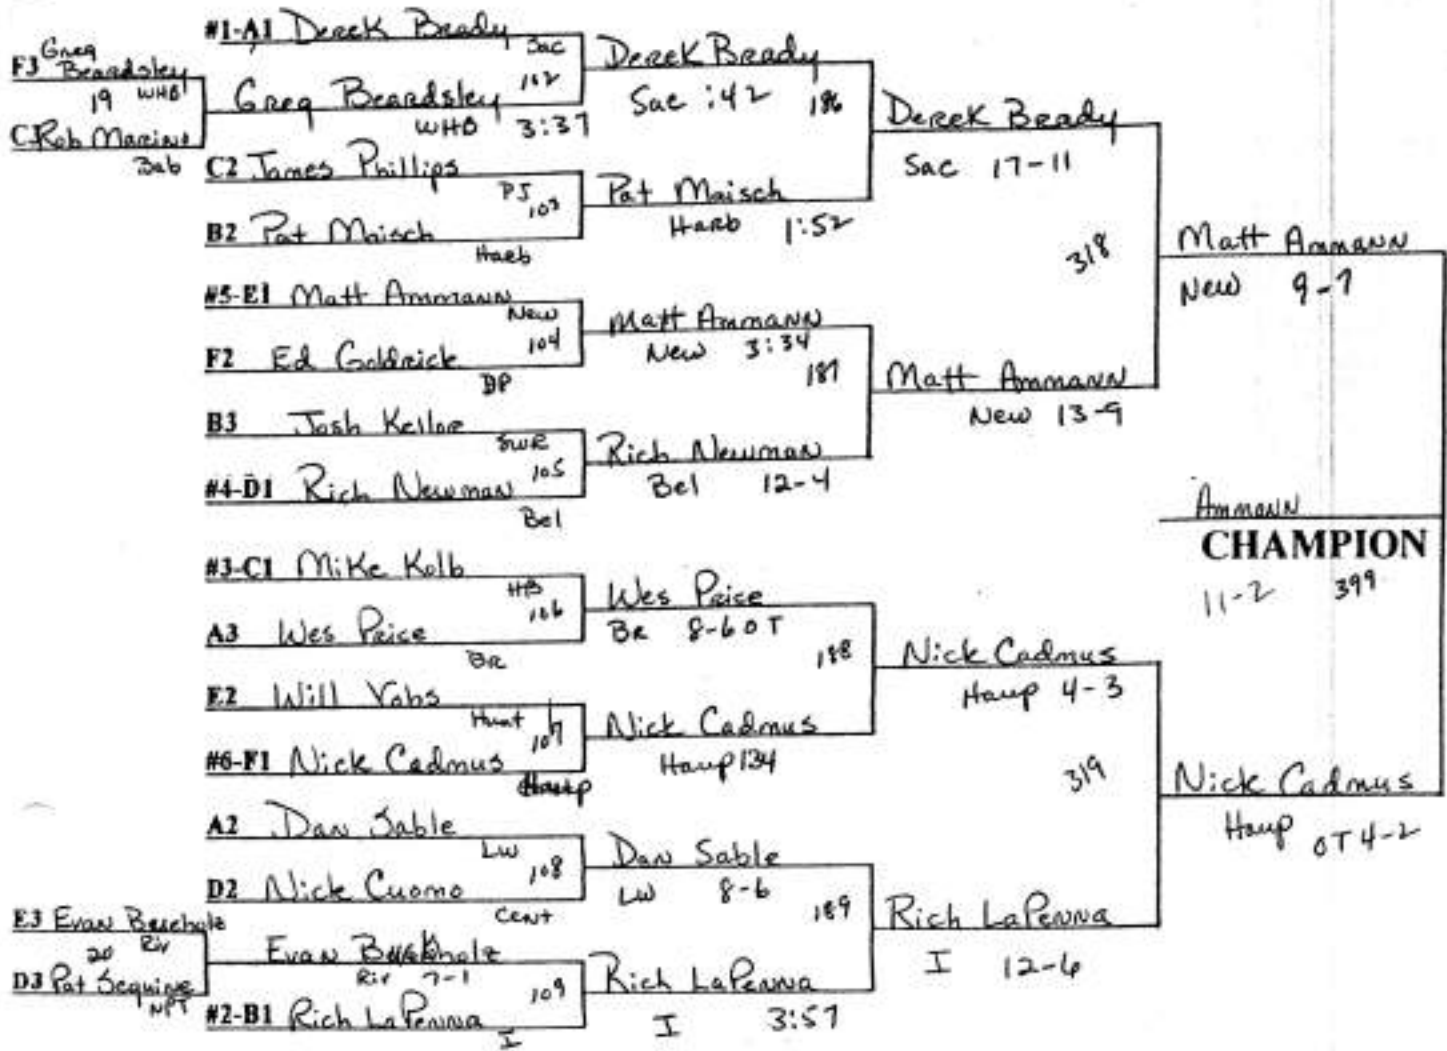 F3 Greg Beardsley
19 WHB
C Rob Marino
Bab
#1-A1 Derek Brady
Sac
102
Greg Beardsley
WHB 3:37
C2 James Phillips
PJ
103
B2 Pat Maisch
Harb
#5-E1 Matt Ammann
New
104
F2 Ed Goldrick
DP
B3 Josh Kellor
SWR
105
#4-D1 Rich Newman
Bel
#3-C1 Mike Kolb
HB
106
A3 Wes Price
BR
E2 Will Vobs
Hunt
107
#6-F1 Nick Cadmus
Haup
A2 Dan Sable
LW
108
D2 Nick Cuomo
Cent
E3 Evan Buchholz
20 Riv
D3 Pat Sequine
NPT
Evan Buchholz
Riv 7-1
109
#2-B1 Rich LaPenna
I
Derek Brady
Sac :42
186
Pat Maisch
Harb 1:52
Matt Ammann
New 3:34
187
Rich Newman
Bel 12-4
Wes Price
BR 8-6 OT
188
Nick Cadmus
Haup 134
Dan Sable
LW 8-6
189
Rich LaPenna
I 3:57
Derek Brady
Sac 17-11
318
Matt Ammann
New 13-9
Nick Cadmus
Haup 4-3
319
Rich LaPenna
I 12-6
Matt Ammann
New 9-7
Ammann
CHAMPION
11-2 399
Nick Cadmus
Haup OT 4-2